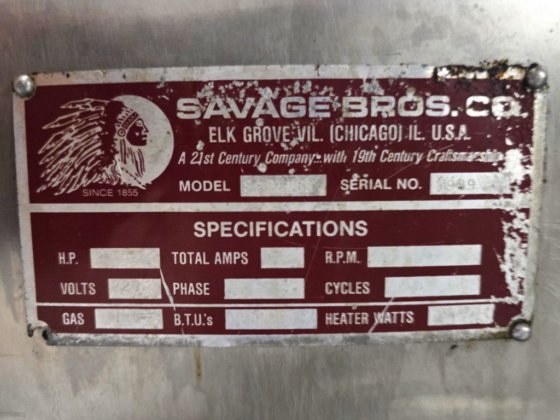 SAVAGE BROS. CO.
ELK GROVE VIL. (CHICAGO) IL. U.S.A.
A 21st Century Company with 19th Century Craftsmanship
SINCE 1855
MODEL SERIAL NO.
SPECIFICATIONS
H.P. TOTAL AMPS R.P.M.
VOLTS PHASE CYCLES
GAS B.T.U.'s HEATER WATTS